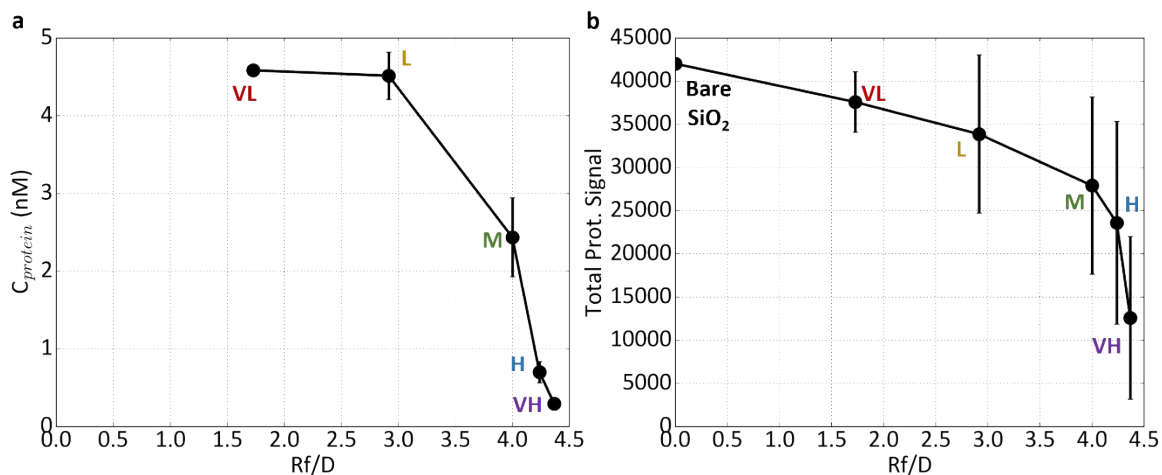 a
5
4
3
2
1
0
C_protein (nM)
VL
L
M
H
VH
0.0 0.5 1.0 1.5 2.0 2.5 3.0 3.5 4.0 4.5
Rf/D
b
45000
40000
35000
30000
25000
20000
15000
10000
5000
0
Total Prot. Signal
Bare
SiO₂
VL
L
M
H
VH
0.0 0.5 1.0 1.5 2.0 2.5 3.0 3.5 4.0 4.5
Rf/D